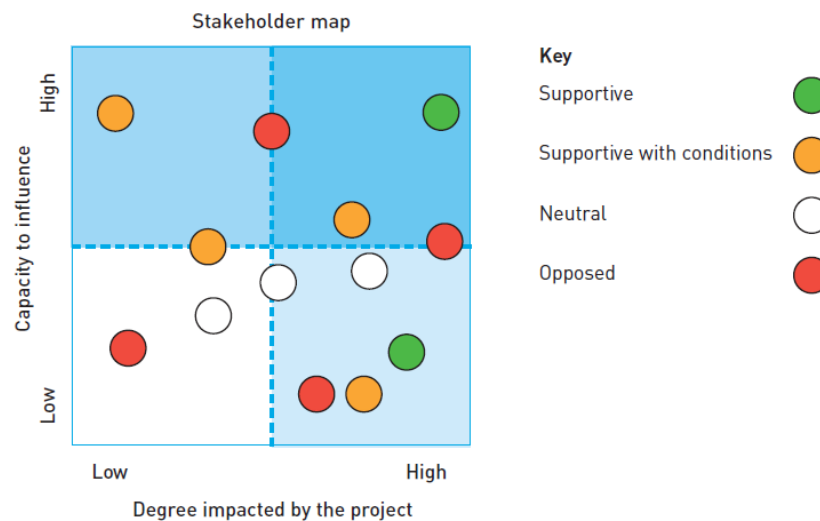 Stakeholder map
High
Capacity to influence
Low
Low
High
Degree impacted by the project
Key
Supportive
Supportive with conditions
Neutral
Opposed